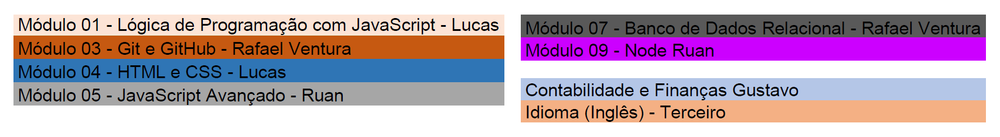 Módulo 01 - Lógica de Programação com JavaScript - Lucas
Módulo 03 - Git e GitHub - Rafael Ventura
Módulo 04 - HTML e CSS - Lucas
Módulo 05 - JavaScript Avançado - Ruan
Módulo 07 - Banco de Dados Relacional - Rafael Ventura
Módulo 09 - Node Ruan
Contabilidade e Finanças Gustavo
Idioma (Inglês) - Terceiro